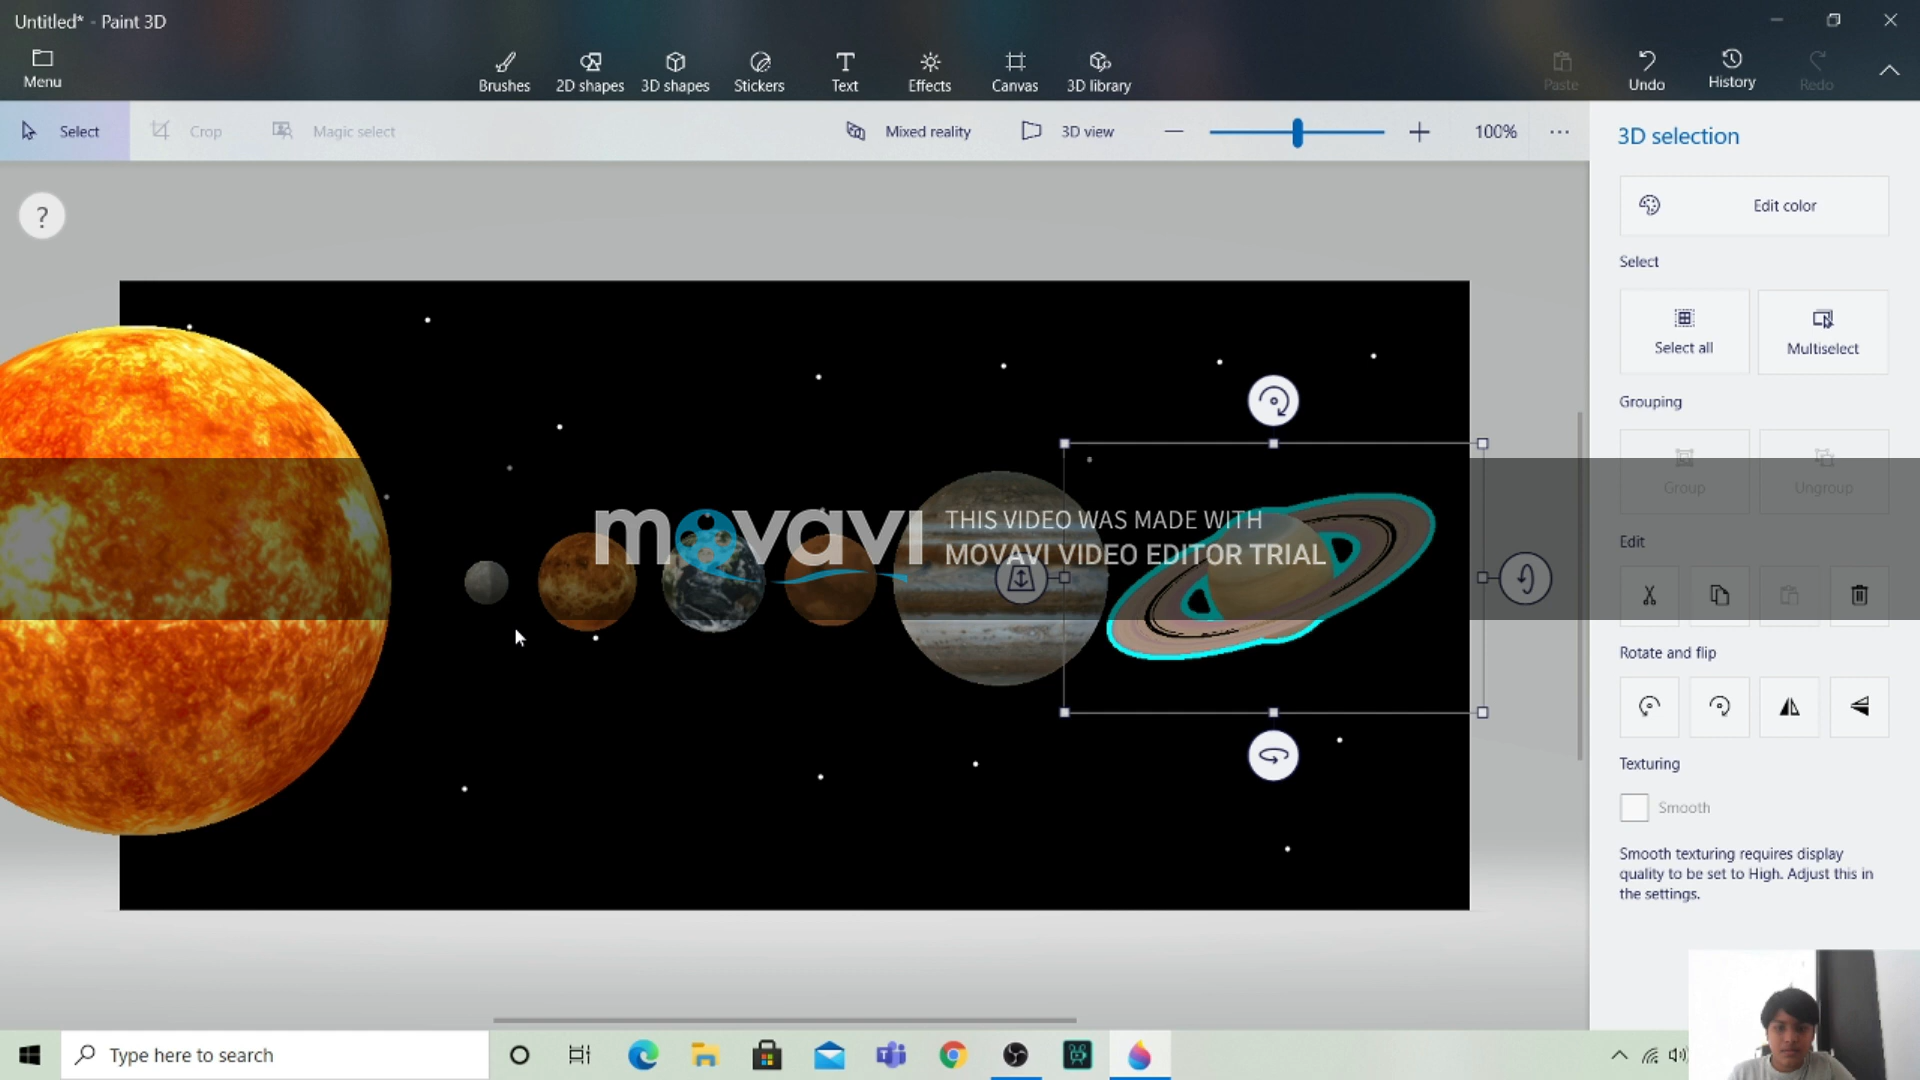 Untitled* - Paint 3D
Menu
Brushes
2D shapes
3D shapes
Stickers
Text
Effects
Canvas
3D library
Paste
Undo
History
Redo
Select
Crop
Magic select
Mixed reality
3D view
100%
?
3D selection
Edit color
Select
Select all
Multiselect
Grouping
Group
Ungroup
Edit
Rotate and flip
Texturing
Smooth
Smooth texturing requires display
quality to be set to High. Adjust this in
the settings.
movavi
THIS VIDEO WAS MADE WITH
MOVAVI VIDEO EDITOR TRIAL
Type here to search